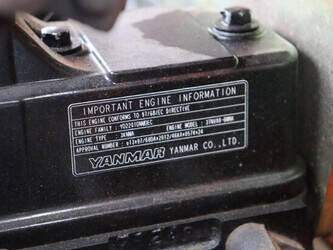 IMPORTANT ENGINE INFORMATION
THIS ENGINE CONFORMS TO 97/68/EC DIRECTIVE
ENGINE FAMILY :
ENGINE MODEL :
ENGINE TYPE :
APPROVAL No. :
YANMAR YANMAR CO., LTD.